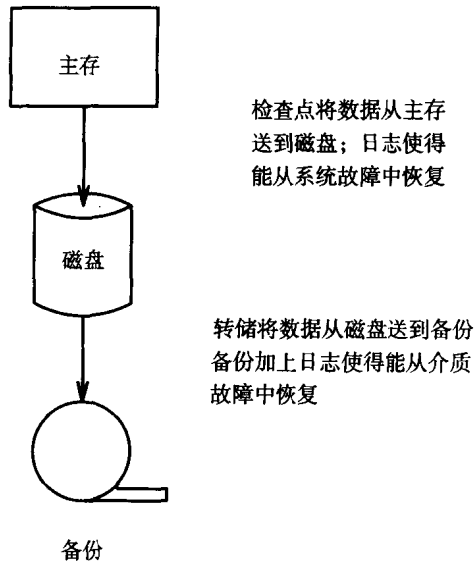 主存
检查点将数据从主存
送到磁盘；日志使得
能从系统故障中恢复
磁盘
转储将数据从磁盘送到备份
备份加上日志使得能从介质
故障中恢复
备份